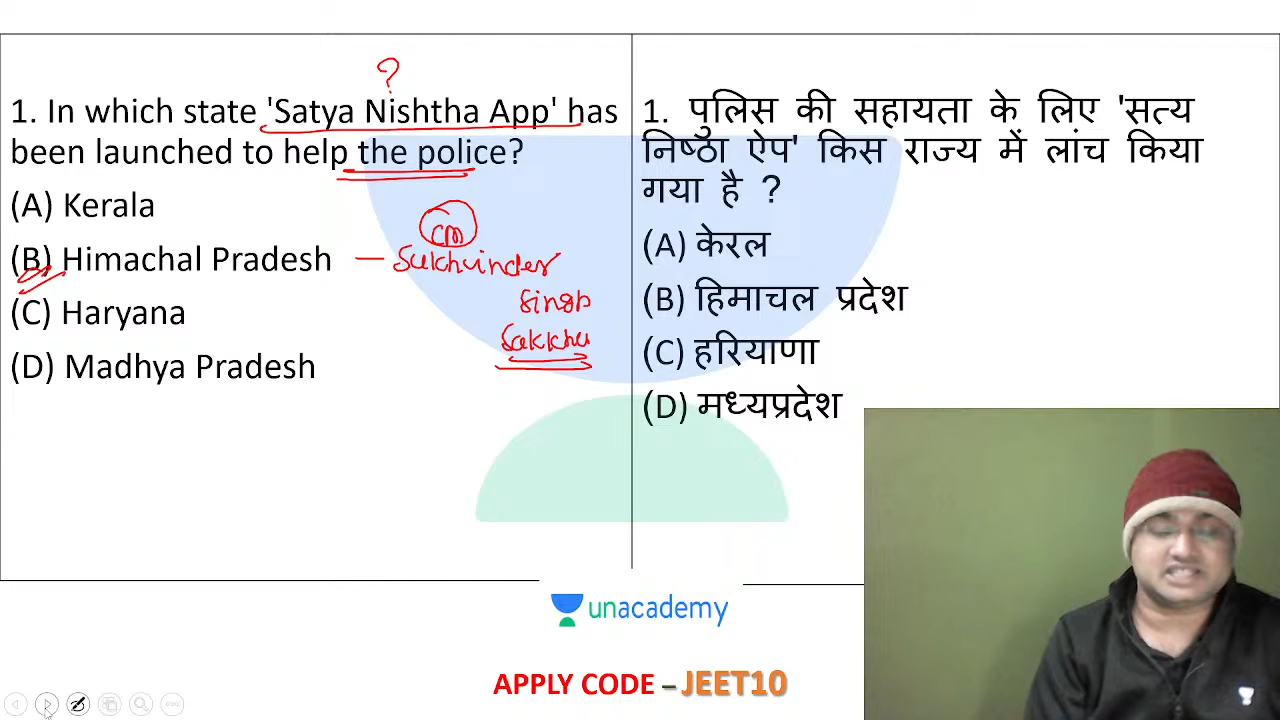 ?
1. In which state 'Satya Nishtha App' has
been launched to help the police?
(A) Kerala
(B) Himachal Pradesh
(C) Haryana
(D) Madhya Pradesh
CM
– Sukhvinder
Singh
Sukkhu
1. पुलिस की सहायता के लिए 'सत्य
निष्ठा ऐप' किस राज्य में लांच किया
गया है ?
(A) केरल
(B) हिमाचल प्रदेश
(C) हरियाणा
(D) मध्यप्रदेश
unacademy
APPLY CODE – JEET10